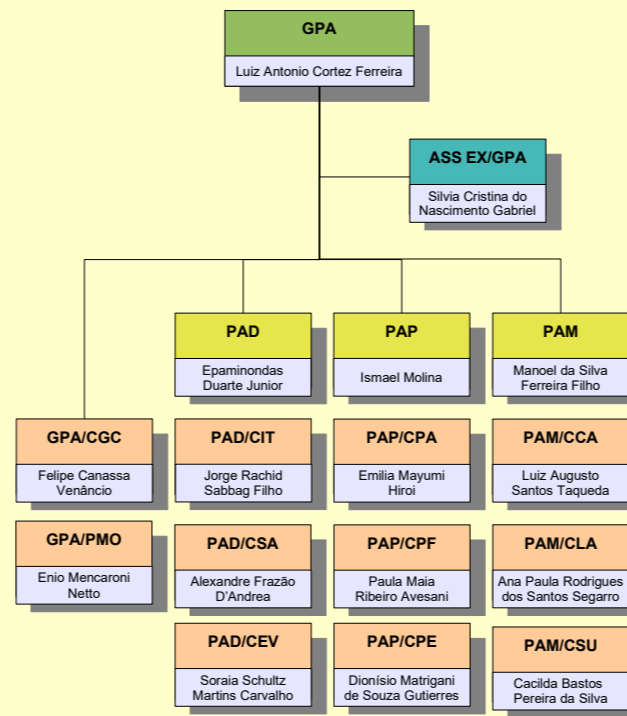 GPA
Luiz Antonio Cortez Ferreira
ASS EX/GPA
Silvia Cristina do
Nascimento Gabriel
PAD
Epaminondas
Duarte Junior
PAP
Ismael Molina
PAM
Manoel da Silva
Ferreira Filho
GPA/CGC
Felipe Canassa
Venâncio
PAD/CIT
Jorge Rachid
Sabbag Filho
PAP/CPA
Emilia Mayumi
Hiroi
PAM/CCA
Luiz Augusto
Santos Taqueda
GPA/PMO
Enio Mencaroni
Netto
PAD/CSA
Alexandre Frazão
D'Andrea
PAP/CPF
Paula Maia
Ribeiro Avesani
PAM/CLA
Ana Paula Rodrigues
dos Santos Segarro
PAD/CEV
Soraia Schultz
Martins Carvalho
PAP/CPE
Dionísio Matrigani
de Souza Gutierres
PAM/CSU
Cacilda Bastos
Pereira da Silva